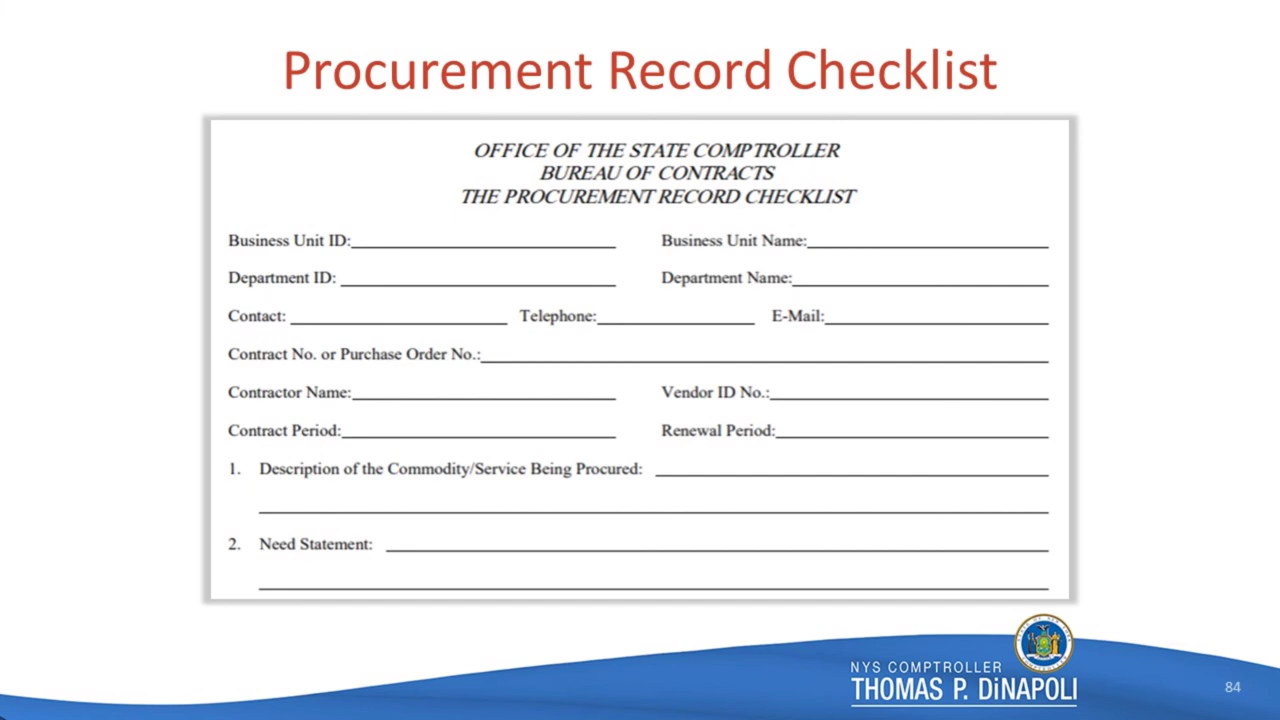 Procurement Record Checklist
OFFICE OF THE STATE COMPTROLLER
BUREAU OF CONTRACTS
THE PROCUREMENT RECORD CHECKLIST
Business Unit ID: Business Unit Name:
Department ID: Department Name:
Contact: Telephone: E-Mail:
Contract No. or Purchase Order No.:
Contractor Name: Vendor ID No.:
Contract Period: Renewal Period:
1. Description of the Commodity/Service Being Procured:
2. Need Statement:
NYS COMPTROLLER
THOMAS P. DiNAPOLI
84